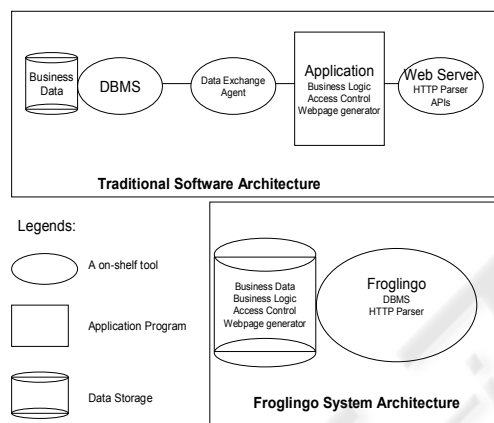 Business
Data
DBMS
Data Exchange
Agent
Application
Business Logic
Access Control
Webpage generator
Web Server
HTTP Parser
APIs
Traditional Software Architecture
Legends:
A on-shelf tool
Application Program
Data Storage
Business Data
Business Logic
Access Control
Webpage generator
Froglingo
DBMS
HTTP Parser
Froglingo System Architecture